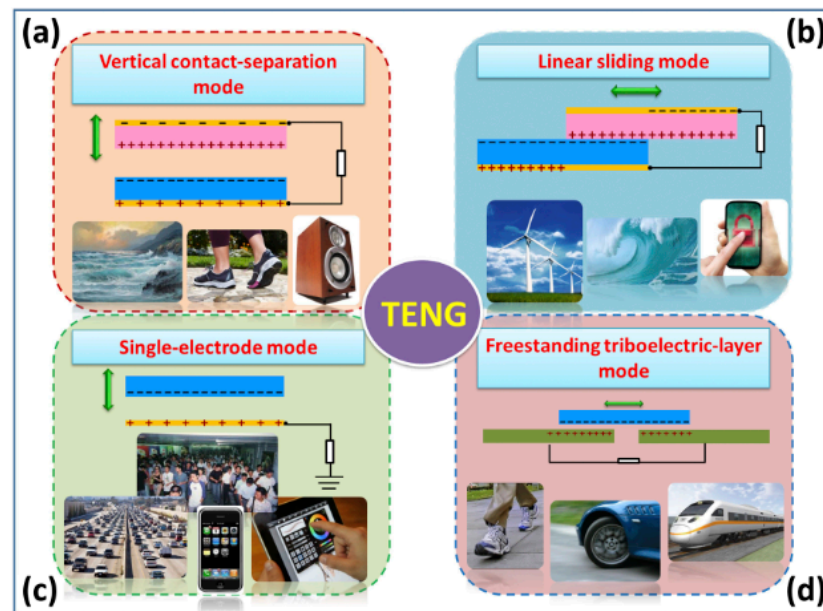 (a)
Vertical contact-separation
mode
(b)
Linear sliding mode
TENG
Single-electrode mode
Freestanding triboelectric-layer
mode
(c)
(d)